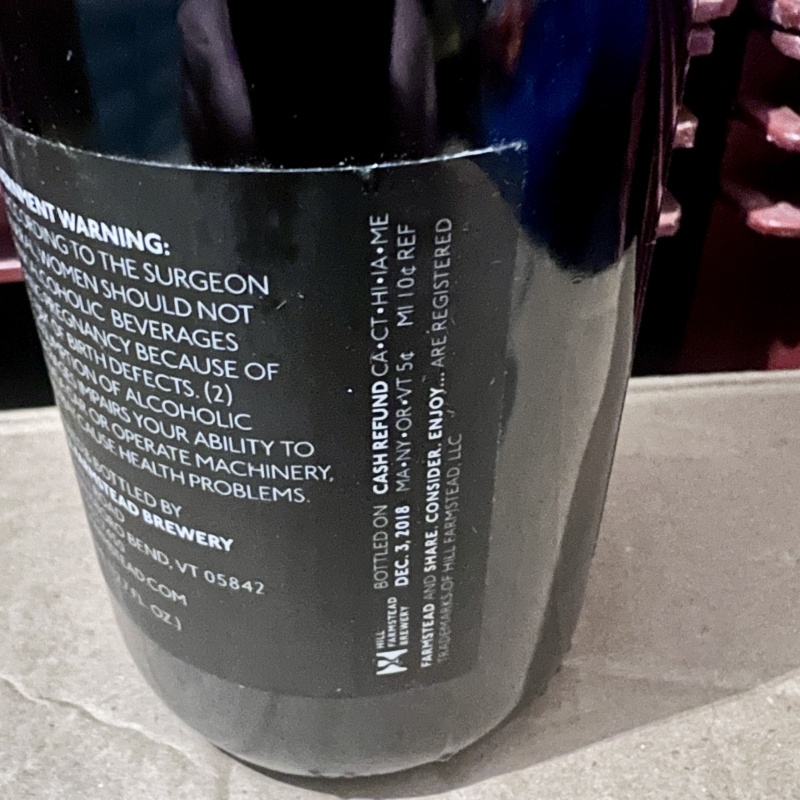 WARNING:
TO THE SURGEON
WOMEN SHOULD NOT
BEVERAGES
PREGNANCY BECAUSE OF
OF BIRTH DEFECTS. (2)
OF ALCOHOLIC
IMPAIRS YOUR ABILITY TO
OR OPERATE MACHINERY,
CAUSE HEALTH PROBLEMS.
BOTTLED BY
BREWERY
BEND, VT 05842
FL. OZ.)
HILL
FARMSTEAD
BREWERY
BOTTLED ON
DEC. 3, 2018
CASH REFUND CA•CT•HI•IA•ME
MA•NY•OR•VT 5¢ MI 10¢ REF
FARMSTEAD AND SHARE. CONSIDER. ENJOY... ARE REGISTERED
TRADEMARKS OF HILL FARMSTEAD, LLC